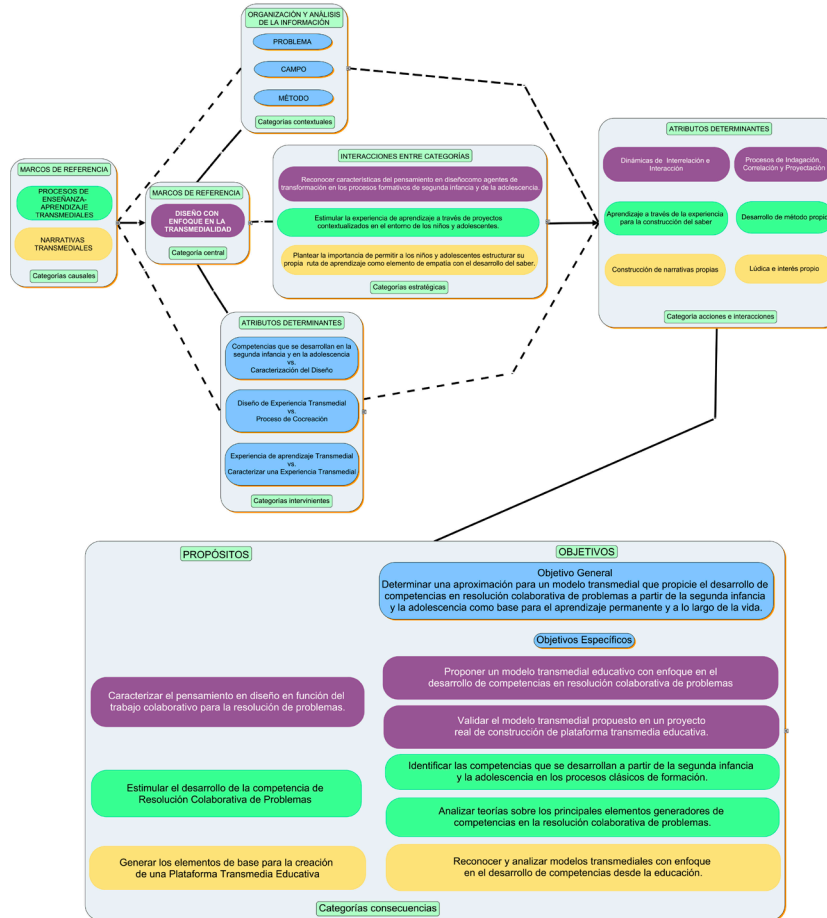 ORGANIZACIÓN Y ANÁLISIS
DE LA INFORMACIÓN
PROBLEMA
CAMPO
MÉTODO
Categorías contextuales
MARCOS DE REFERENCIA
PROCESOS DE
ENSEÑANZA-
APRENDIZAJE
TRANSMEDIALES
NARRATIVAS
TRANSMEDIALES
Categorías causales
MARCOS DE REFERENCIA
DISEÑO CON
ENFOQUE EN LA
TRANSMEDIALIDAD
Categoría central
INTERACCIONES ENTRE CATEGORÍAS
Reconocer características del pensamiento en diseñocomo agentes de
transformación en los procesos formativos de segunda infancia y de la adolescencia.
Estimular la experiencia de aprendizaje a través de proyectos
contextualizados en el entorno de los niños y adolescentes.
Plantear la importancia de permitir a los niños y adolescentes estructurar su
propia ruta de aprendizaje como elemento de empatía con el desarrollo del saber.
Categorías estratégicas
ATRIBUTOS DETERMINANTES
Dinámicas de Interrelación e
Interacción
Procesos de Indagación,
Correlación y Proyectación
Aprendizaje a través de la experiencia
para la construcción del saber
Desarrollo de método propio
Construcción de narrativas propias
Lúdica e interés propio
Categoría acciones e interacciones
ATRIBUTOS DETERMINANTES
Competencias que se desarrollan en la
segunda infancia y en la adolescencia
vs.
Caracterización del Diseño
Diseño de Experiencia Transmedial
vs.
Proceso de Cocreación
Experiencia de aprendizaje Transmedial
vs.
Caracterizar una Experiencia Transmedial
Categorías intervinientes
PROPÓSITOS
OBJETIVOS
Objetivo General
Determinar una aproximación para un modelo transmedial que propicie el desarrollo de
competencias en resolución colaborativa de problemas a partir de la segunda infancia
y la adolescencia como base para el aprendizaje permanente y a lo largo de la vida.
Objetivos Específicos
Caracterizar el pensamiento en diseño en función del
trabajo colaborativo para la resolución de problemas.
Proponer un modelo transmedial educativo con enfoque en el
desarrollo de competencias en resolución colaborativa de problemas
Validar el modelo transmedial propuesto en un proyecto
real de construcción de plataforma transmedia educativa.
Estimular el desarrollo de la competencia de
Resolución Colaborativa de Problemas
Identificar las competencias que se desarrollan a partir de la segunda infancia
y la adolescencia en los procesos clásicos de formación.
Analizar teorías sobre los principales elementos generadores de
competencias en la resolución colaborativa de problemas.
Generar los elementos de base para la creación
de una Plataforma Transmedia Educativa
Reconocer y analizar modelos transmediales con enfoque
en el desarrollo de competencias desde la educación.
Categorías consecuencias